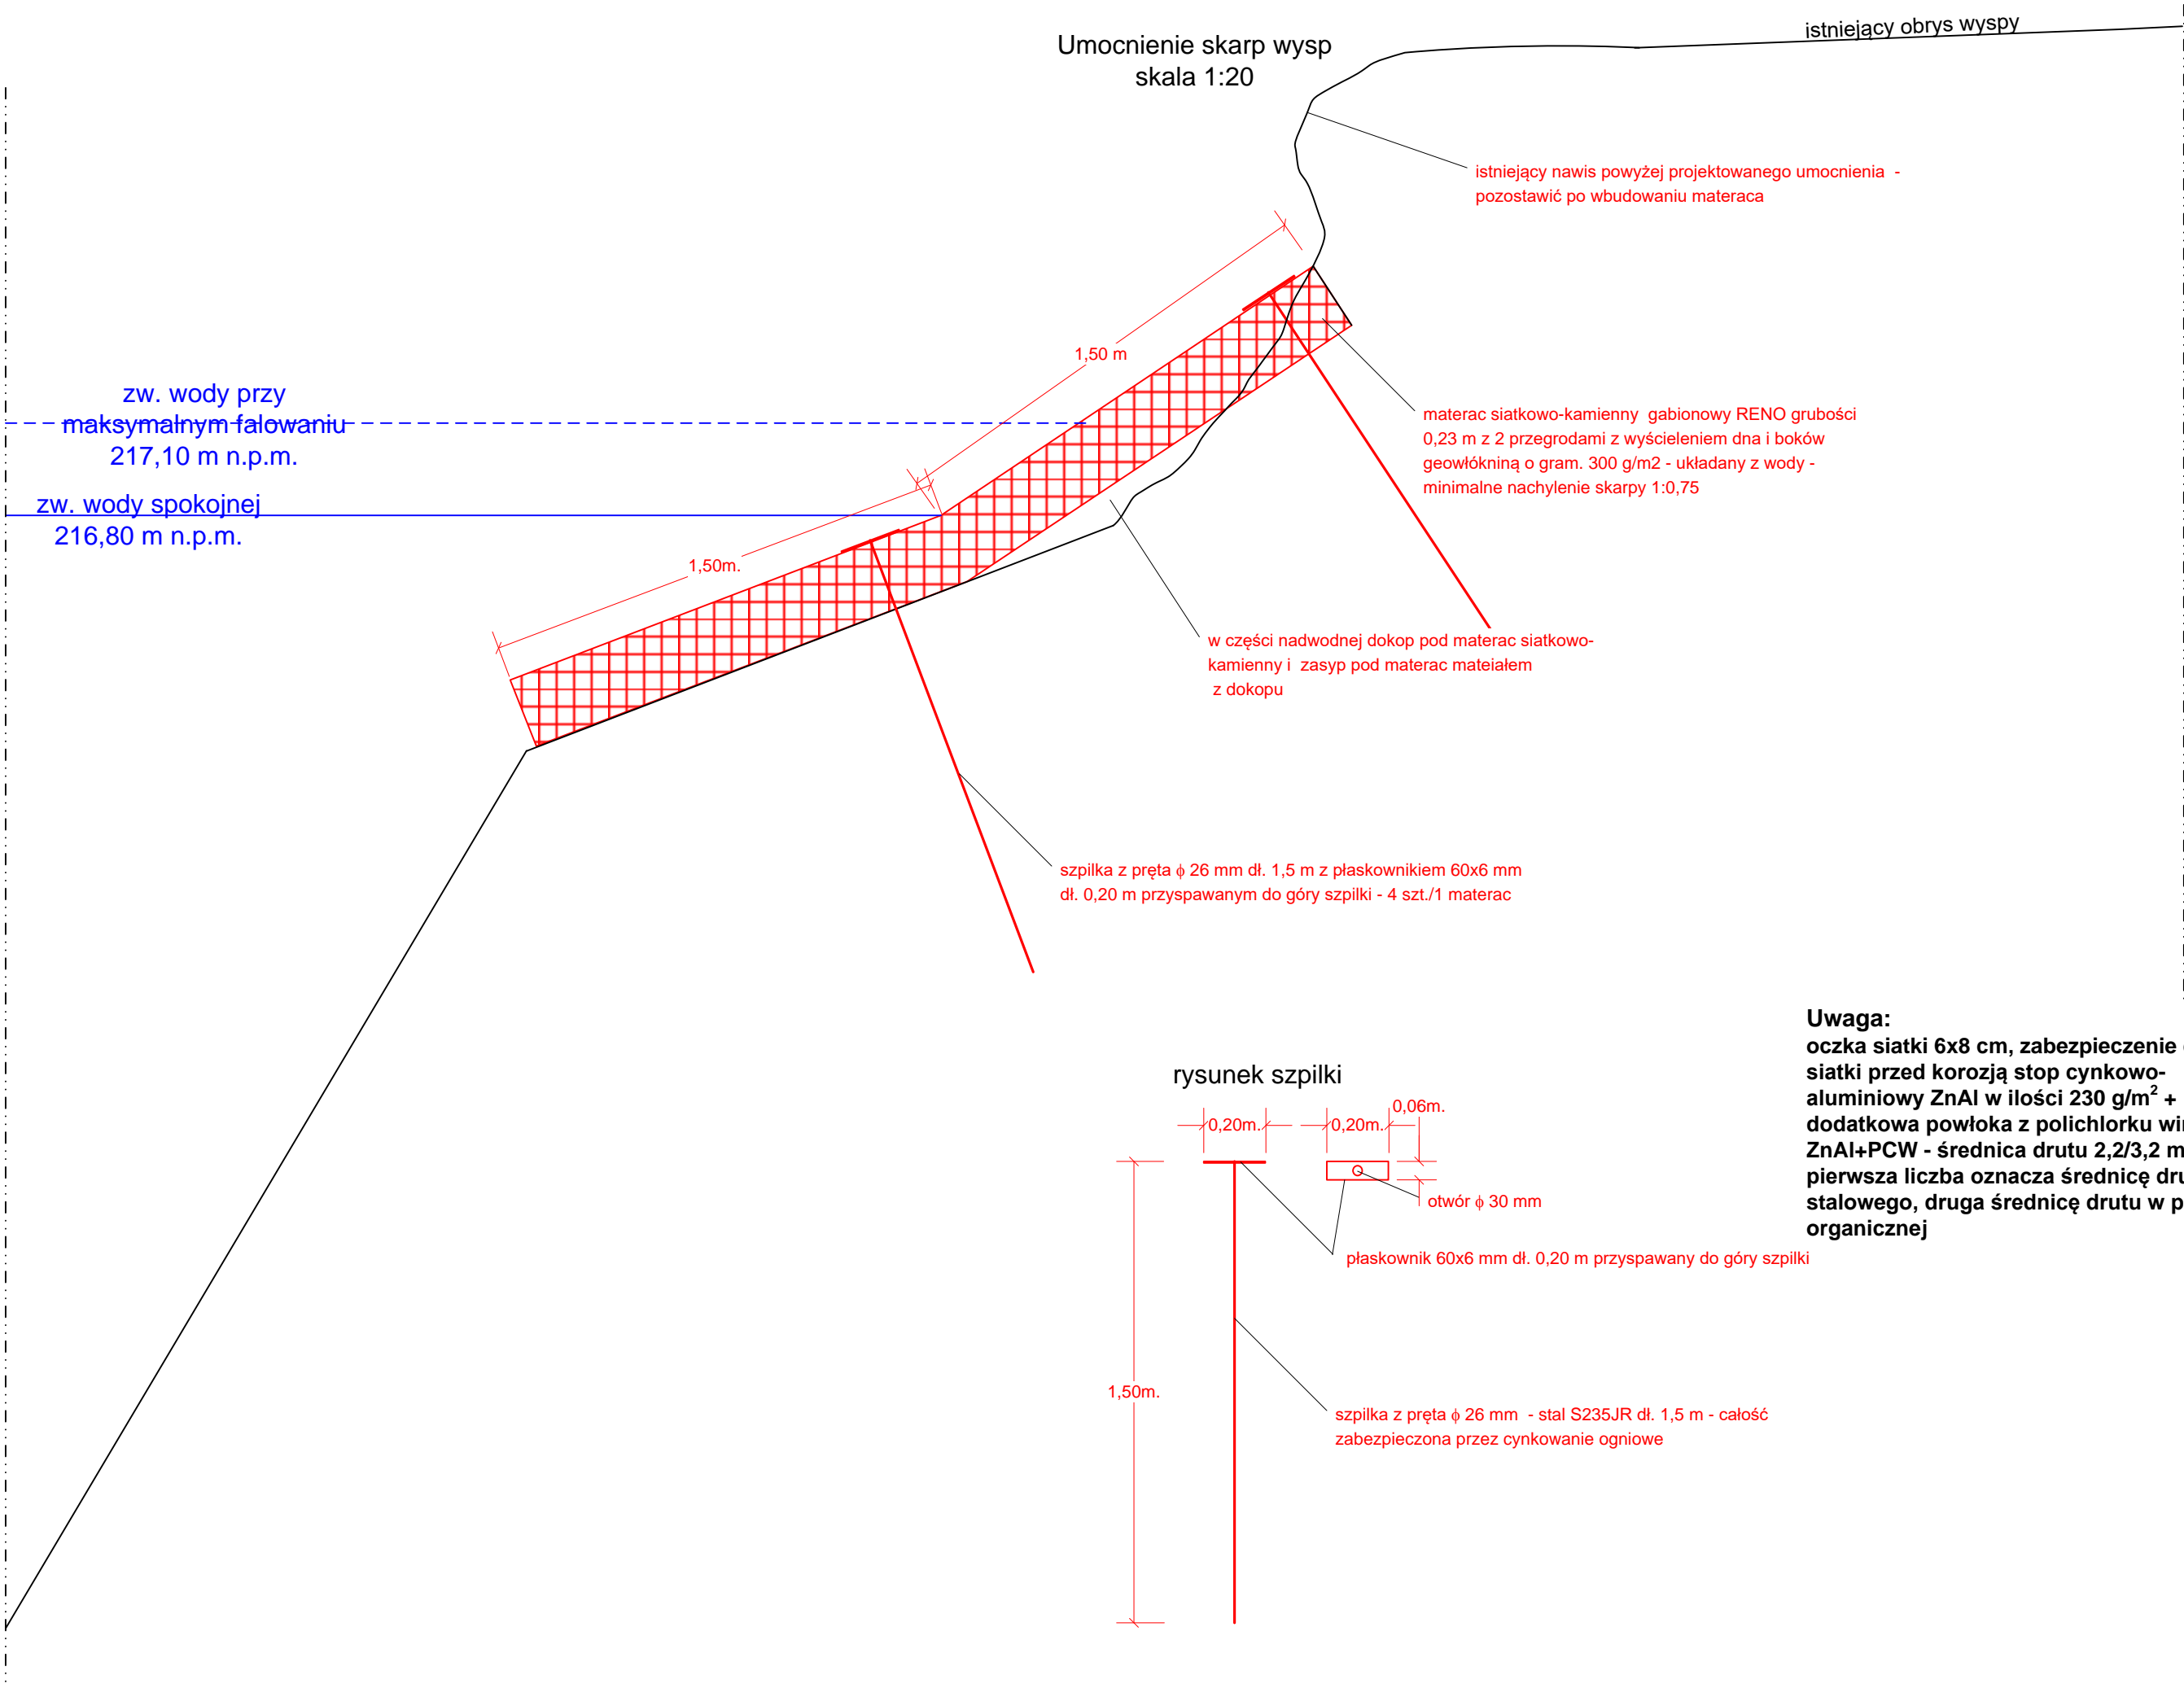 Umocnienie skarp wysp
skala 1:20
istniejący obrys wyspy
istniejący nawis powyżej projektowanego umocnienia -
pozostawić po wbudowaniu materaca
1,50 m
zw. wody przy
maksymalnym falowaniu
217,10 m n.p.m.
zw. wody spokojnej
216,80 m n.p.m.
materac siatkowo-kamienny gabionowy RENO grubości
0,23 m z 2 przegrodami z wyścieleniem dna i boków
geowłókniną o gram. 300 g/m2 - układany z wody -
minimalne nachylenie skarpy 1:0,75
1,50m.
w części nadwodnej dokop pod materac siatkowo-
kamienny i zasyp pod materac mateiałem
z dokopu
szpilka z pręta ϕ 26 mm dł. 1,5 m z płaskownikiem 60x6 mm
dł. 0,20 m przyspawanym do góry szpilki - 4 szt./1 materac
Uwaga:
oczka siatki 6x8 cm, zabezpieczenie
siatki przed korozją stop cynkowo-
aluminiowy ZnAl w ilości 230 g/m² +
dodatkowa powłoka z polichlorku
ZnAl+PCW - średnica drutu 2,2/3,2
pierwsza liczba oznacza średnicę
stalowego, druga średnicę drutu w
organicznej
rysunek szpilki
0,20m.
0,20m.
0,06m.
otwór ϕ 30 mm
płaskownik 60x6 mm dł. 0,20 m przyspawany do góry szpilki
1,50m.
szpilka z pręta ϕ 26 mm - stal S235JR dł. 1,5 m - całość
zabezpieczona przez cynkowanie ogniowe